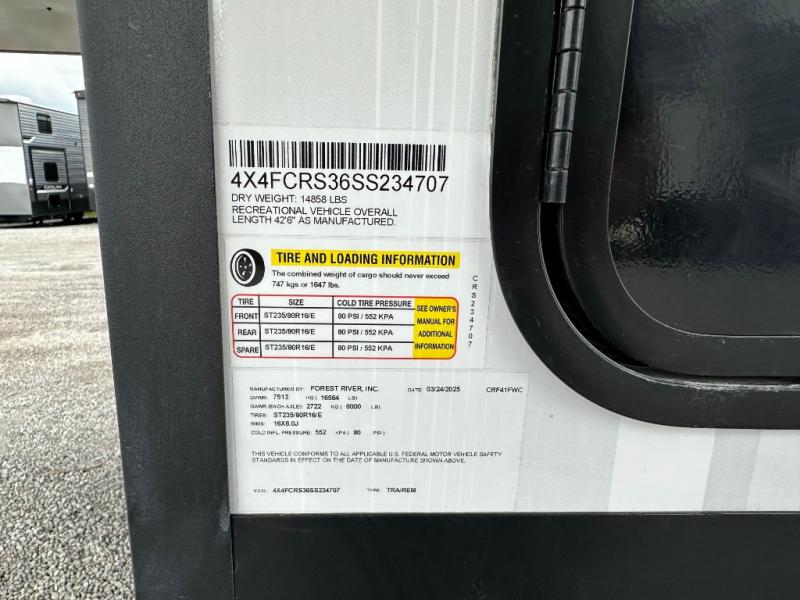 CATALINA
4X4FCRS36SS234707
DRY WEIGHT: 14858 LBS
RECREATIONAL VEHICLE OVERALL
LENGTH 42'6" AS MANUFACTURED.
TIRE AND LOADING INFORMATION
The combined weight of cargo should never exceed
747 kgs or 1647 lbs.
TIRE SIZE COLD TIRE PRESSURE SEE OWNER'S
FRONT ST235/80R16/E 80 PSI / 552 KPA MANUAL FOR
REAR ST235/80R16/E 80 PSI / 552 KPA ADDITIONAL
SPARE ST235/80R16/E 80 PSI / 552 KPA INFORMATION
CRS234707
MANUFACTURED BY: FOREST RIVER, INC. DATE: 03/24/2025 CRF41FWC
GVWR: 7513 KG ( 16564 LB)
GAWR (EACH AXLE): 2722 KG ( 6000 LB)
TIRES: ST235/80R16/E
RIMS: 16X6.0J
COLD INFL. PRESSURE: 552 KPA ( 80 PSI )
THIS VEHICLE CONFORMS TO ALL APPLICABLE U.S. FEDERAL MOTOR VEHICLE SAFETY
STANDARDS IN EFFECT ON THE DATE OF MANUFACTURE SHOWN ABOVE.
V.I.N.: 4X4FCRS36SS234707 TYPE: TRA/REM